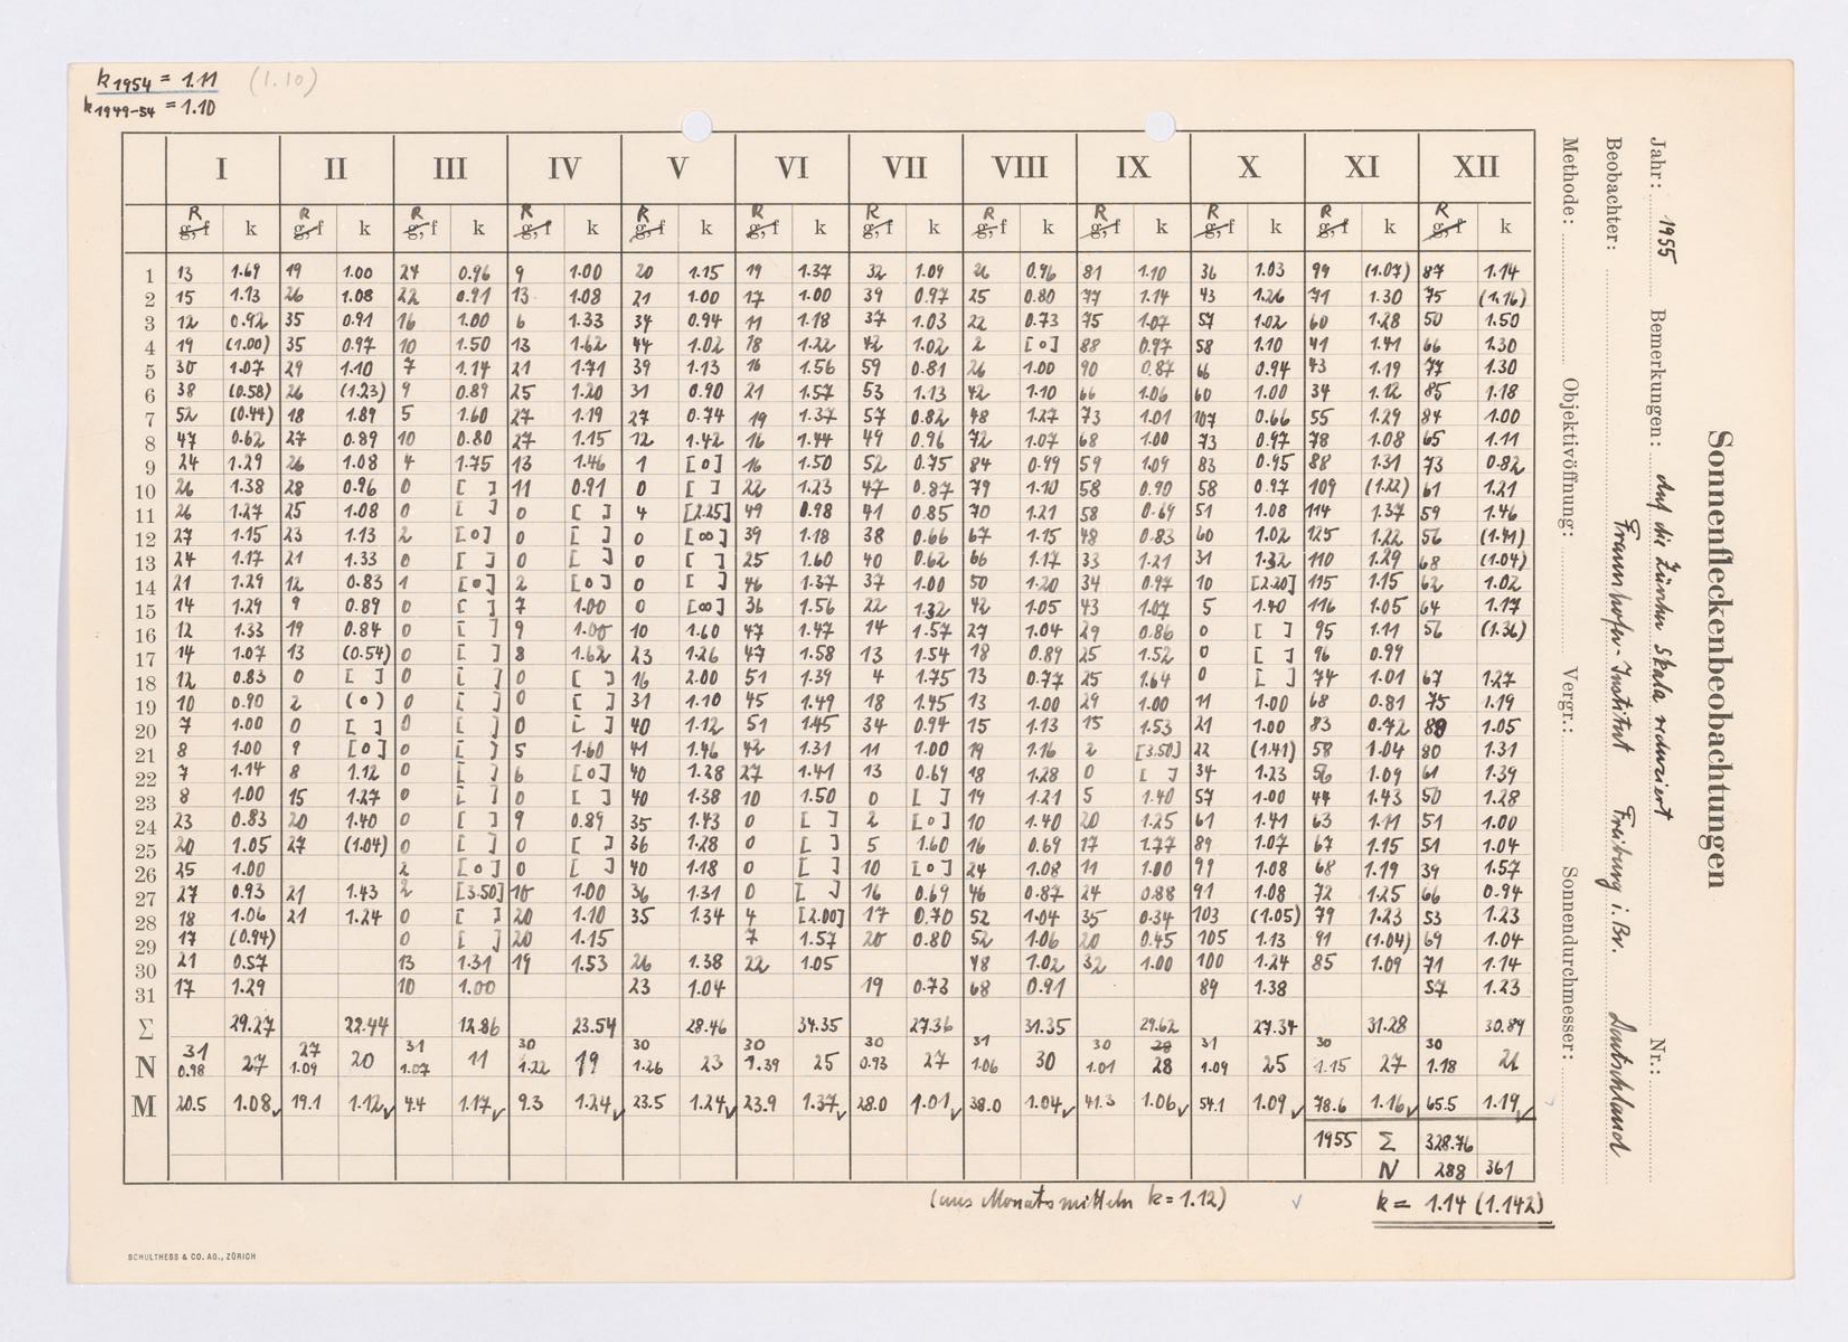 k 1954 = 1.11 (1.10)
k 1949-54 = 1.10
Sonnenfleckenbeobachtungen
Jahr: 1955 Bemerkungen: auf die Zürcher Skala reduziert Nr.:
Beobachter: Fraunhofer-Institut Freiburg i. Br. Deutschland
Methode: Objektivöffnung: Vergr.: Sonnendurchmesser:
I II III IV V VI VII VIII IX X XI XII
R g, f k R g, f k R g, f k R g, f k R g, f k R g, f k R g, f k R g, f k R g, f k R g, f k R g, f k R g, f k
1 13 1.69 19 1.00 24 0.96 9 1.00 20 1.15 19 1.37 32 1.09 26 0.96 81 1.10 36 1.03 99 (1.07) 87 1.14
2 15 1.13 26 1.08 22 0.91 13 1.08 21 1.00 17 1.00 39 0.97 25 0.80 77 1.14 43 1.26 71 1.30 75 (1.16)
3 12 0.92 35 0.91 16 1.00 6 1.33 34 0.94 11 1.18 37 1.03 22 0.73 75 1.07 57 1.02 60 1.28 50 1.50
4 19 (1.00) 35 0.97 10 1.50 13 1.62 44 1.02 18 1.22 42 1.02 2 [0] 88 0.97 58 1.10 41 1.41 66 1.30
5 30 1.07 29 1.10 7 1.14 21 1.71 39 1.13 16 1.56 59 0.81 26 1.00 90 0.87 66 0.94 43 1.19 77 1.30
6 38 (0.58) 26 (1.23) 9 0.89 25 1.20 31 0.90 21 1.57 53 1.13 42 1.10 66 1.06 60 1.00 34 1.12 85 1.18
7 52 (0.44) 18 1.89 5 1.60 27 1.19 27 0.74 19 1.37 57 0.82 48 1.27 73 1.01 107 0.66 55 1.29 84 1.00
8 47 0.62 27 0.89 10 0.80 27 1.15 12 1.42 16 1.44 49 0.96 72 1.07 68 1.00 73 0.97 78 1.08 65 1.11
9 24 1.29 26 1.08 4 1.75 13 1.46 1 [0] 16 1.50 52 0.75 84 0.99 59 1.09 83 0.95 88 1.31 73 0.82
10 26 1.38 28 0.96 0 [ ] 11 0.91 0 [ ] 22 1.23 47 0.87 79 1.10 58 0.90 58 0.97 109 (1.22) 61 1.21
11 26 1.27 25 1.08 0 [ ] 0 [ ] 4 [2.25] 49 0.98 41 0.85 70 1.21 58 0.69 51 1.08 114 1.37 59 1.46
12 27 1.15 23 1.13 2 [0] 0 [ ] 0 [∞] 39 1.18 38 0.66 67 1.15 48 0.83 60 1.02 125 1.22 56 (1.41)
13 24 1.17 21 1.33 0 [ ] 0 [ ] 0 [ ] 25 1.60 40 0.62 66 1.17 33 1.21 31 1.32 110 1.29 68 (1.04)
14 21 1.29 12 0.83 1 [0] 2 [0] 0 [ ] 46 1.37 37 1.00 50 1.20 34 0.97 10 [2.20] 115 1.15 62 1.02
15 14 1.29 9 0.89 0 [ ] 7 1.00 0 [∞] 36 1.56 22 1.32 42 1.05 43 1.07 5 1.40 116 1.05 64 1.17
16 12 1.33 19 0.84 0 [ ] 9 1.00 10 1.60 47 1.47 14 1.57 27 1.04 29 0.86 0 [ ] 95 1.11 56 (1.36)
17 14 1.07 13 (0.54) 0 [ ] 8 1.62 23 1.26 47 1.58 13 1.54 18 0.89 25 1.52 0 [ ] 96 0.99
18 12 0.83 0 [ ] 0 [ ] 0 [ ] 16 2.00 51 1.39 4 1.75 13 0.77 25 1.64 0 [ ] 74 1.01 67 1.27
19 10 0.90 2 (0) 0 [ ] 0 [ ] 31 1.10 45 1.49 18 1.45 13 1.00 29 1.00 11 1.00 68 0.81 75 1.19
20 7 1.00 0 [ ] 0 [ ] 0 [ ] 40 1.12 51 1.45 34 0.94 15 1.13 15 1.53 21 1.00 83 0.72 80 1.05
21 8 1.00 9 [0] 0 [ ] 5 1.60 41 1.46 42 1.31 11 1.00 19 1.16 2 [3.50] 22 (1.41) 58 1.04 80 1.31
22 7 1.14 8 1.12 0 [ ] 6 [0] 40 1.28 27 1.41 13 0.69 18 1.28 0 [ ] 34 1.23 56 1.09 61 1.39
23 8 1.00 15 1.27 0 [ ] 0 [ ] 40 1.38 10 1.50 0 [ ] 19 1.21 5 1.40 57 1.00 44 1.43 50 1.28
24 23 0.83 20 1.40 0 [ ] 9 0.89 35 1.43 0 [ ] 2 [0] 10 1.40 20 1.25 61 1.41 63 1.11 51 1.00
25 20 1.05 27 (1.04) 0 [ ] 0 [ ] 36 1.28 0 [ ] 5 1.60 16 0.69 17 1.77 89 1.07 67 1.15 51 1.04
26 25 1.00 2 [0] 0 [ ] 40 1.18 0 [ ] 10 [0] 24 1.08 11 1.00 99 1.08 68 1.19 39 1.57
27 27 0.93 21 1.43 2 [3.50] 10 1.00 36 1.31 0 [ ] 16 0.69 46 0.87 24 0.88 91 1.08 72 1.25 66 0.94
28 18 1.06 21 1.24 0 [ ] 20 1.10 35 1.34 4 [2.00] 17 0.70 52 1.04 35 0.34 103 (1.05) 79 1.23 53 1.23
29 17 (0.94) 0 [ ] 20 1.15 7 1.57 20 0.80 52 1.06 20 0.45 105 1.13 91 (1.04) 69 1.04
30 21 0.57 13 1.31 19 1.53 26 1.38 22 1.05 48 1.02 32 1.00 100 1.24 85 1.09 71 1.14
31 17 1.29 10 1.00 23 1.04 19 0.73 68 0.91 89 1.38 57 1.23
Σ 29.27 22.44 12.86 23.54 28.46 34.35 27.36 31.35 29.62 27.34 31.28 30.89
31 27 31 30 30 30 30 31 30 28 31 30 30
N 0.98 27 1.09 20 1.07 11 1.22 19 1.26 23 1.39 25 0.93 27 1.06 30 1.01 28 1.09 25 1.15 27 1.18 26
M 20.5 1.08 19.1 1.12 4.4 1.17 9.3 1.24 23.5 1.24 23.9 1.37 28.0 1.01 38.0 1.04 41.3 1.06 54.1 1.09 78.6 1.16 65.5 1.19
1955 Σ 328.76
N 288 361
(aus Monatsmitteln k = 1.12) k = 1.14 (1.142)
SCHULTHESS & CO. AG., ZÜRICH